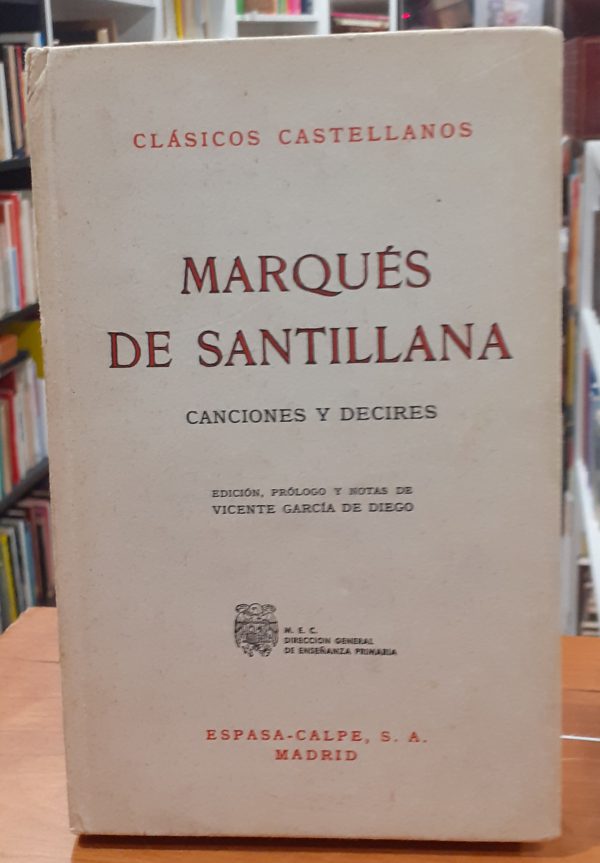 CLÁSICOS CASTELLANOS
MARQUÉS
DE SANTILLANA
CANCIONES Y DECIRES
EDICIÓN, PRÓLOGO Y NOTAS DE
VICENTE GARCÍA DE DIEGO
M. E. C.
DIRECCION GENERAL
DE ENSEÑANZA PRIMARIA
ESPASA-CALPE, S. A.
MADRID